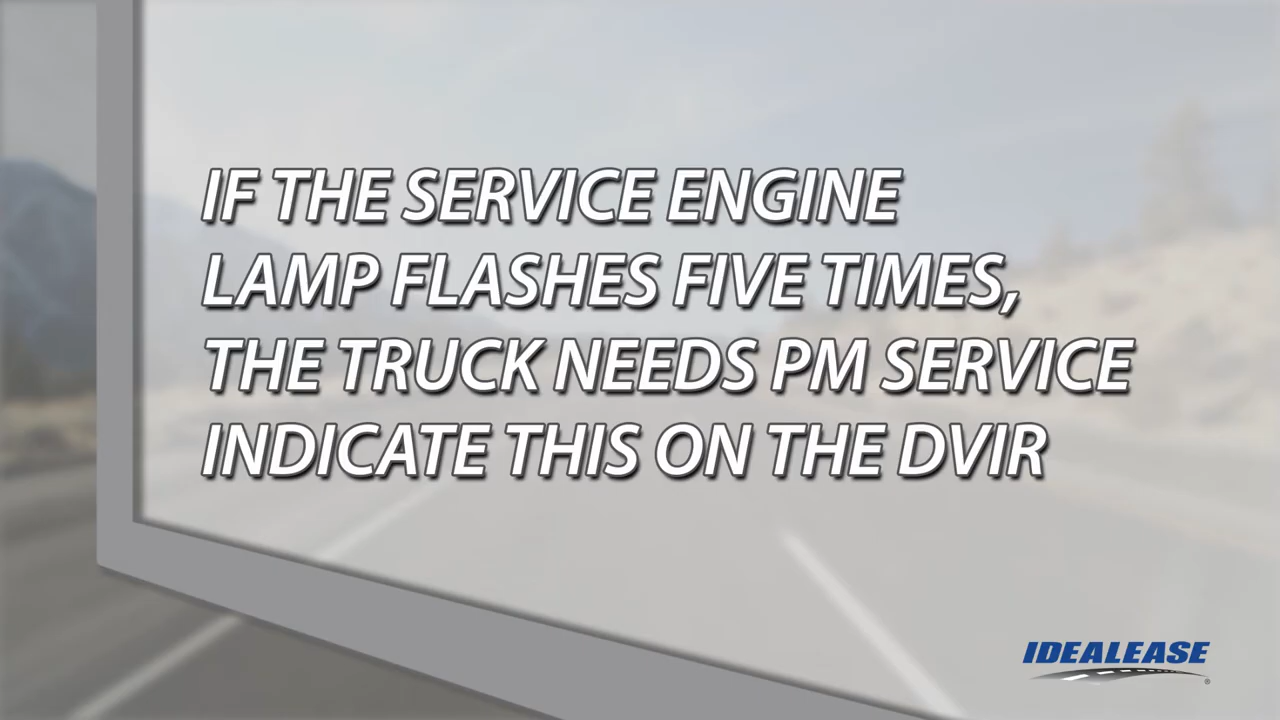 IF THE SERVICE ENGINE
LAMP FLASHES FIVE TIMES,
THE TRUCK NEEDS PM SERVICE
INDICATE THIS ON THE DVIR
IDEALEASE
®